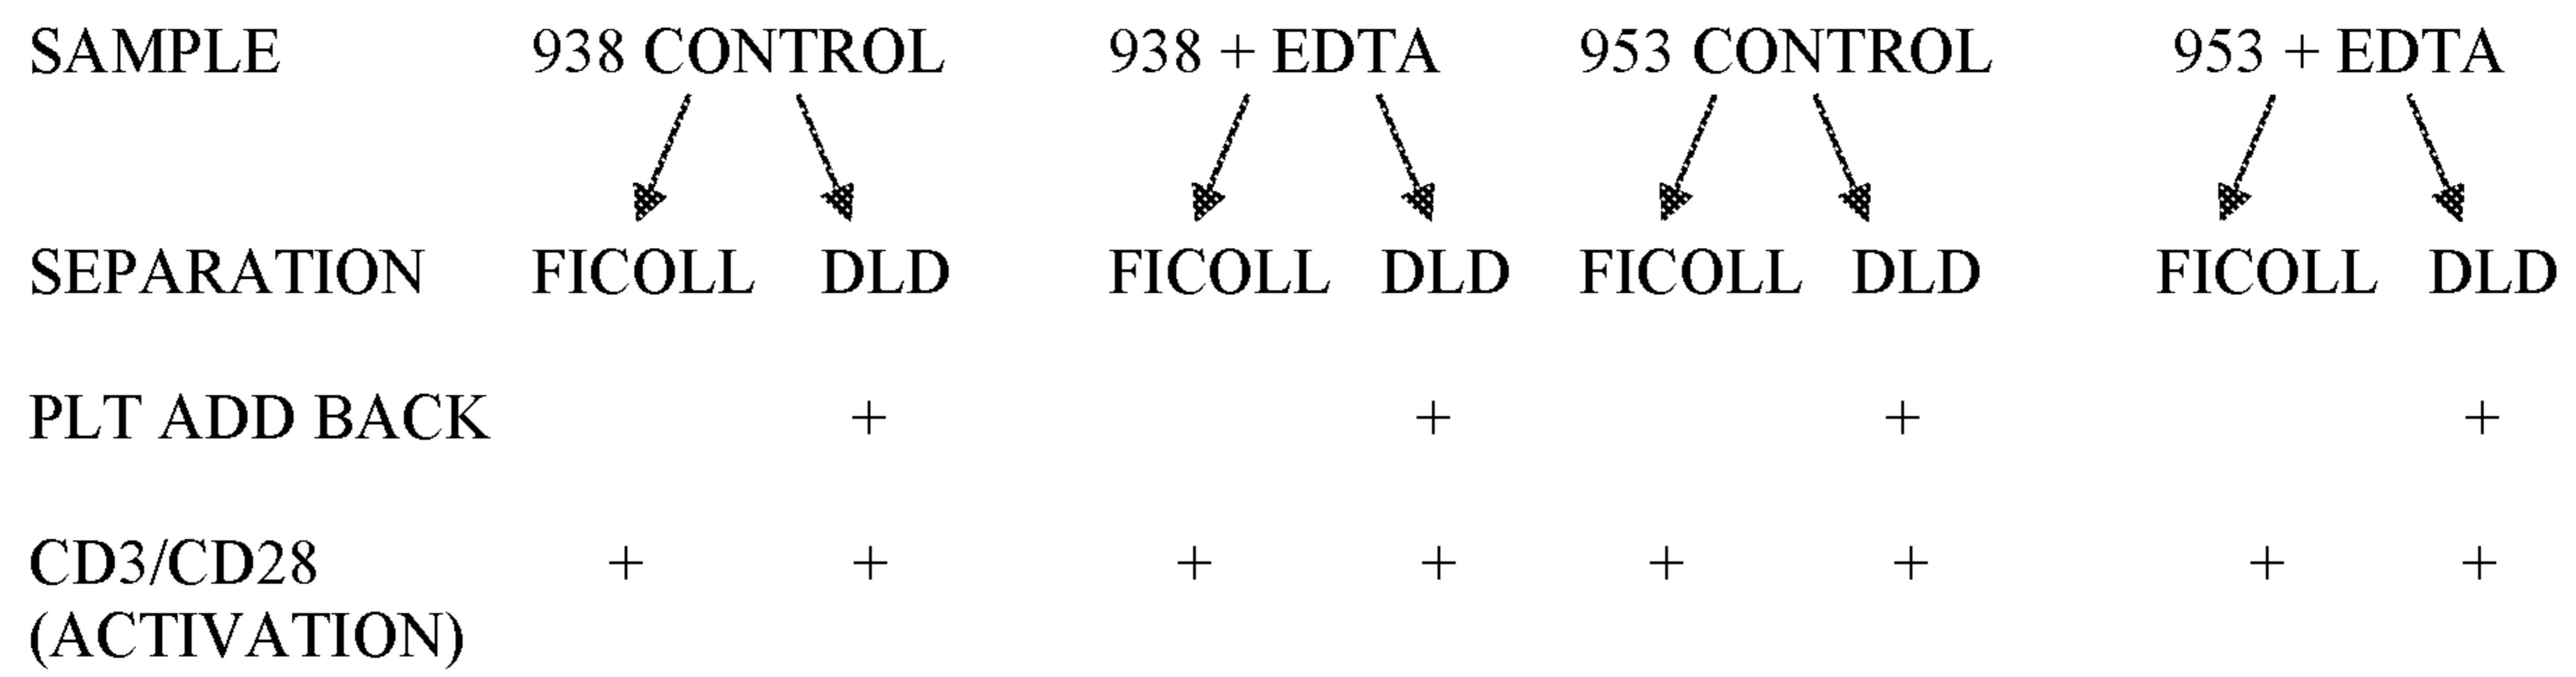 SAMPLE 938 CONTROL 938 + EDTA 953 CONTROL 953 + EDTA
SEPARATION FICOLL DLD FICOLL DLD FICOLL DLD FICOLL DLD
PLT ADD BACK + + + +
CD3/CD28 + + + + + + + +
(ACTIVATION)